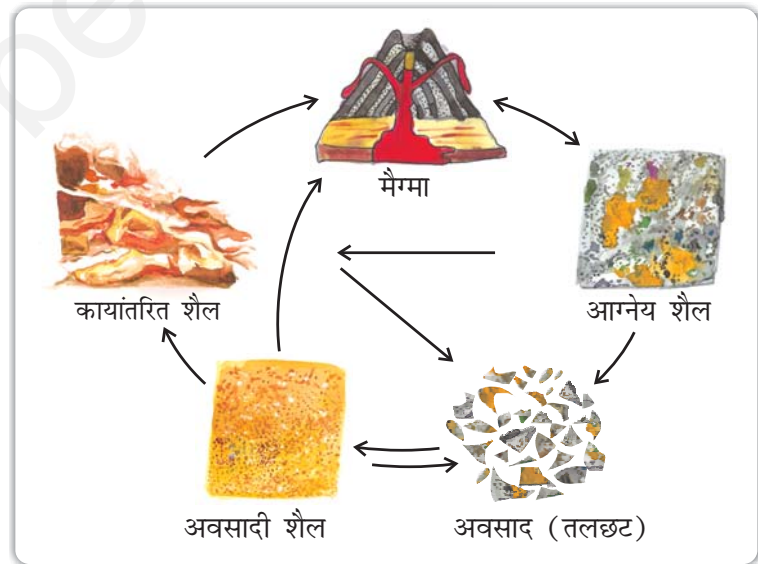 मैग्मा
कायांतरित शैल
आग्नेय शैल
अवसादी शैल
अवसाद (तलछट)